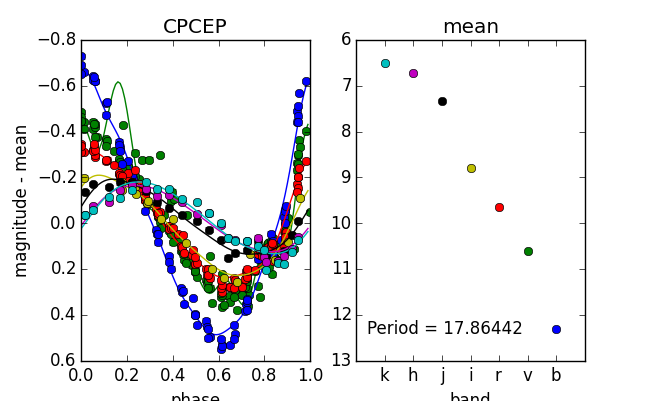 CPCEP
−0.8
−0.6
−0.4
−0.2
0.0
0.2
0.4
0.6
magnitude - mean
0.0 0.2 0.4 0.6 0.8 1.0
phase
mean
6
7
8
9
10
11
12
13
Period = 17.86442
k h j i r v b
band